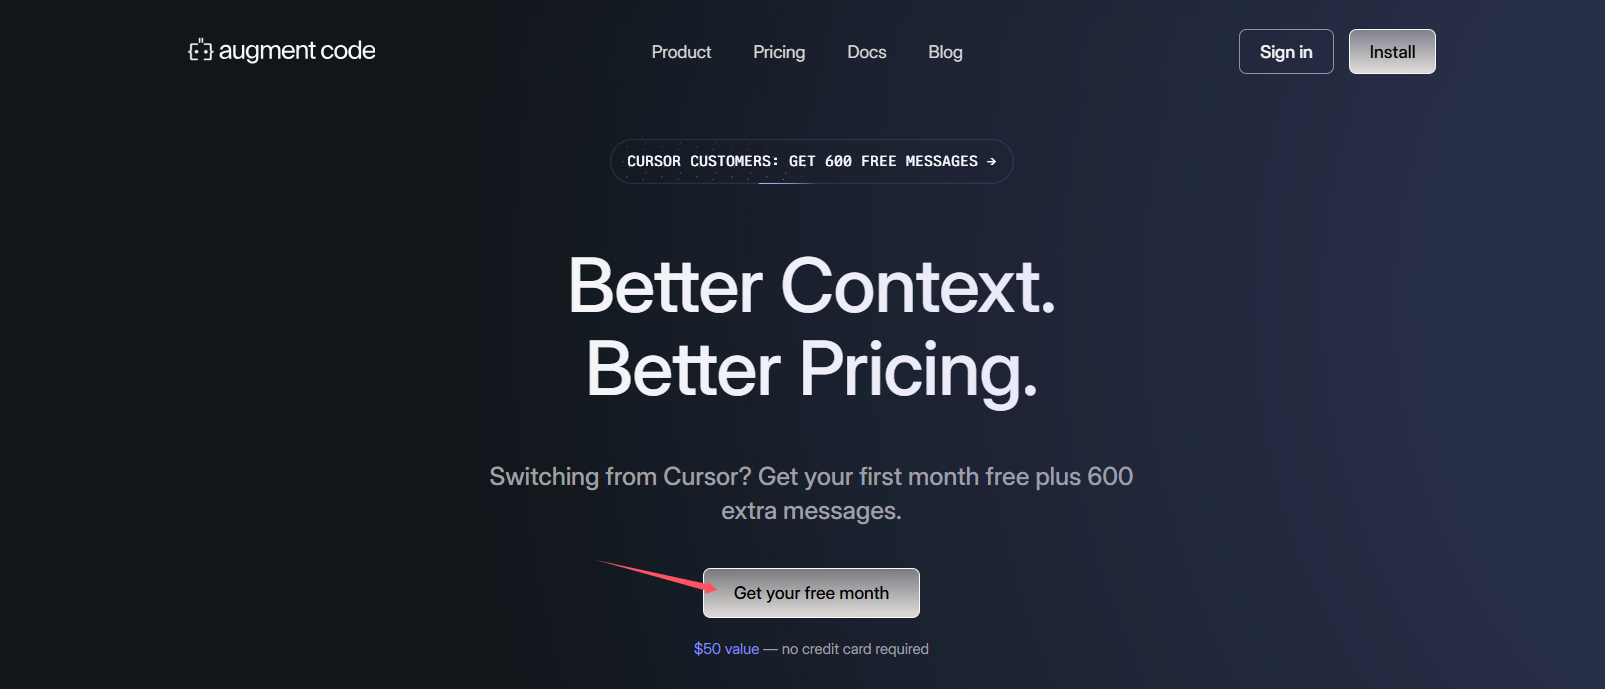 augment code
Product
Pricing
Docs
Blog
Sign in
Install
CURSOR CUSTOMERS: GET 600 FREE MESSAGES →
Better Context.
Better Pricing.
Switching from Cursor? Get your first month free plus 600
extra messages.
Get your free month
$50 value — no credit card required